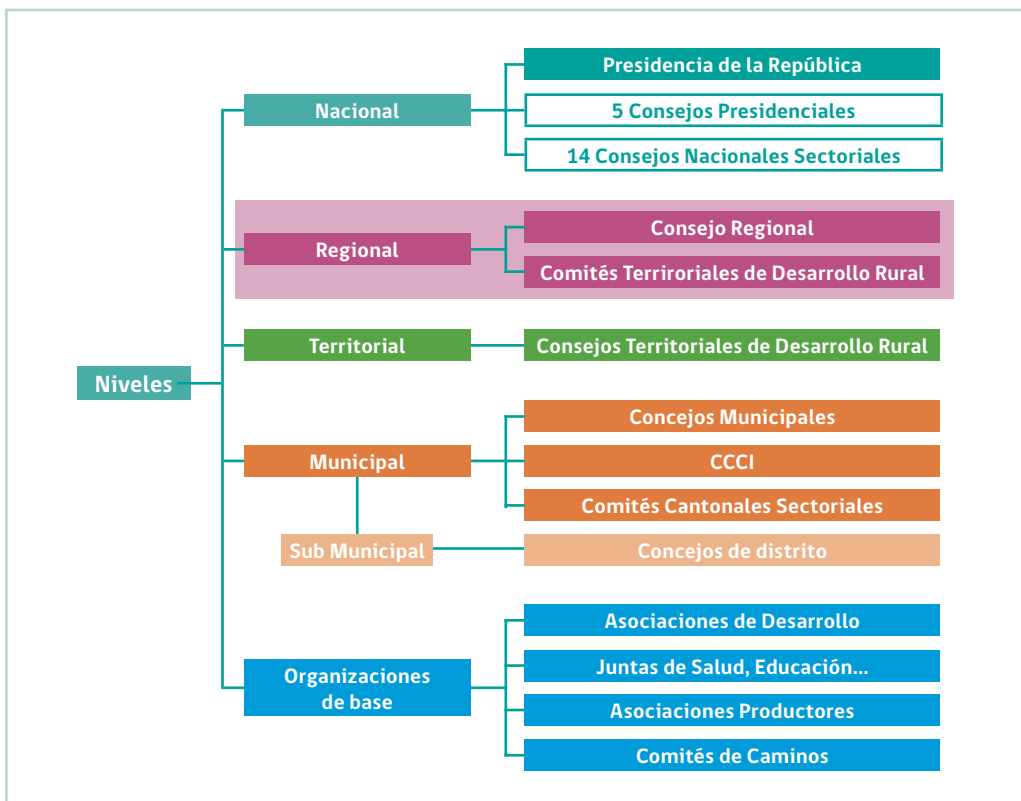 Niveles
Nacional
Presidencia de la República
5 Consejos Presidenciales
14 Consejos Nacionales Sectoriales
Regional
Consejo Regional
Comités Terriroriales de Desarrollo Rural
Territorial
Consejos Territoriales de Desarrollo Rural
Municipal
Concejos Municipales
CCCI
Comités Cantonales Sectoriales
Sub Municipal
Concejos de distrito
Organizaciones
de base
Asociaciones de Desarrollo
Juntas de Salud, Educación...
Asociaciones Productores
Comités de Caminos